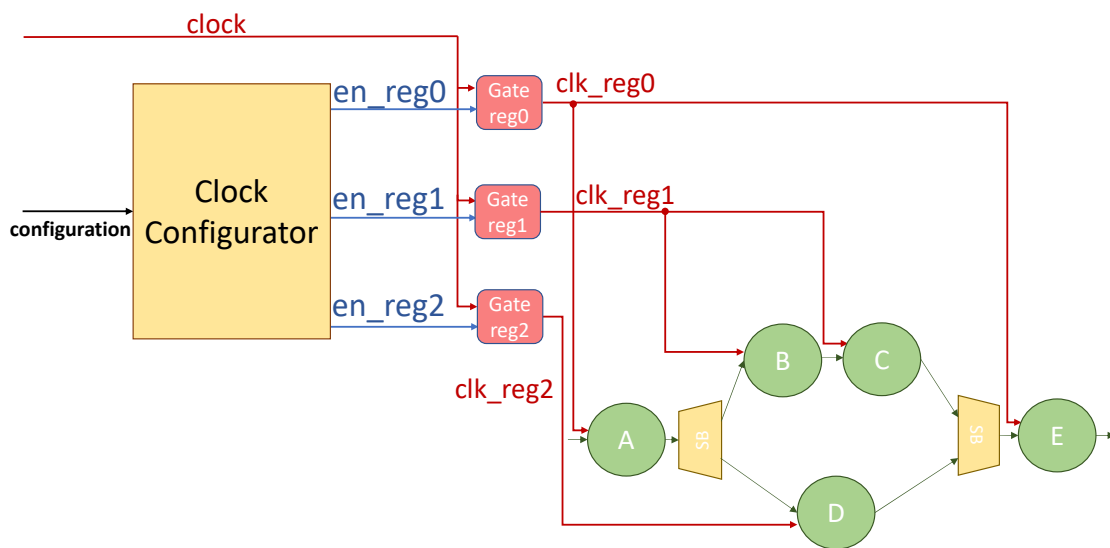 clock
en_reg0
Gate
reg0
clk_reg0
Clock
Configurator
configuration
en_reg1
Gate
reg1
clk_reg1
en_reg2
Gate
reg2
clk_reg2
A
SB
B
C
D
SB
E